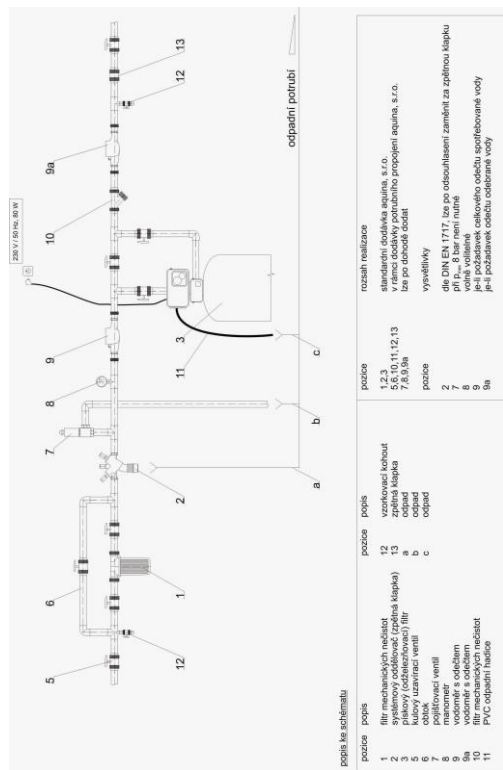 230 V / 50 Hz, 80 W
5
6
12
1
2
7
8
9
3
11
10
9a
12
13
a
b
c
odpadní potrubí
popis ke schématu
pozice popis
1 filtr mechanických nečistot
2 systémový oddělovač (zpětná klapka)
3 pískový (odželezňovací) filtr
5 kulový uzavírací ventil
6 obtok
7 pojišťovací ventil
8 manometr
9 vodoměr s odečtem
9a vodoměr s odečtem
10 filtr mechanických nečistot
11 PVC odpadní hadice
pozice popis
12 vzorkovací kohout
13 zpětná klapka
a odpad
b odpad
c odpad
pozice rozsah realizace
1,2,3 standardní dodávka aquina, s.r.o.
5,6,10,11,12,13 v rámci dodávky potrubního propojení aquina, s.r.o.
7,8,9,9a lze po dohodě dodat
pozice vysvětlivky
2 dle DIN EN 1717, lze po odsouhlasení zaměnit za zpětnou klapku
7 při pmax 8 bar není nutné
8 volně volitelné
9 je-li požadavek celkového odečtu spotřebované vody
9a je-li požadavek odečtu odebrané vody